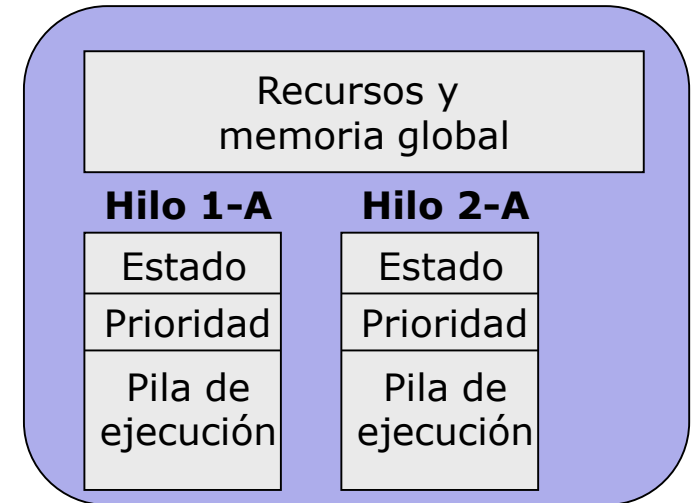 Recursos y
memoria global
Hilo 1-A
Hilo 2-A
Estado
Prioridad
Pila de
ejecución
Estado
Prioridad
Pila de
ejecución